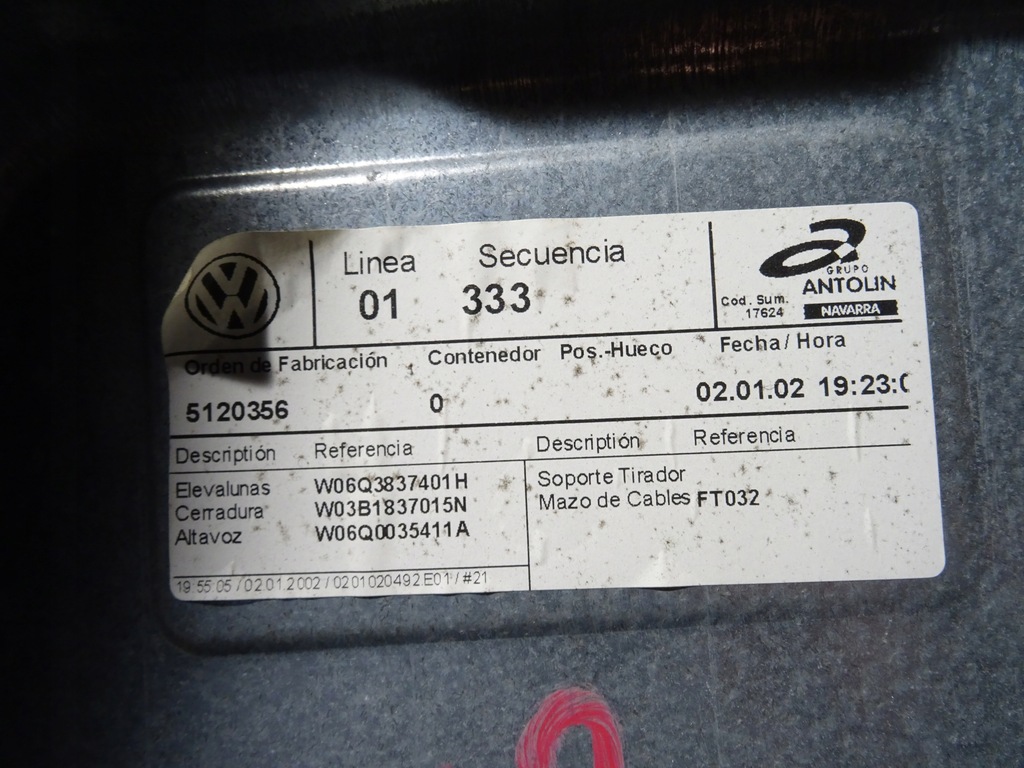 Linea Secuencia
01 333
GRUPO
ANTOLIN
NAVARRA
Cod. Sum.
17624
Orden de Fabricación Contenedor Pos.-Hueco Fecha/Hora
5120356 0 02.01.02 19:23:0
Descriptión Referencia Descriptión Referencia
Elevalunas W06Q3837401H
Cerradura W03B1837015N
Altavoz W06Q0035411A
Soporte Tirador
Mazo de Cables FT032
19:55:05 / 02.01.2002 / 0201020492.E01 / #21